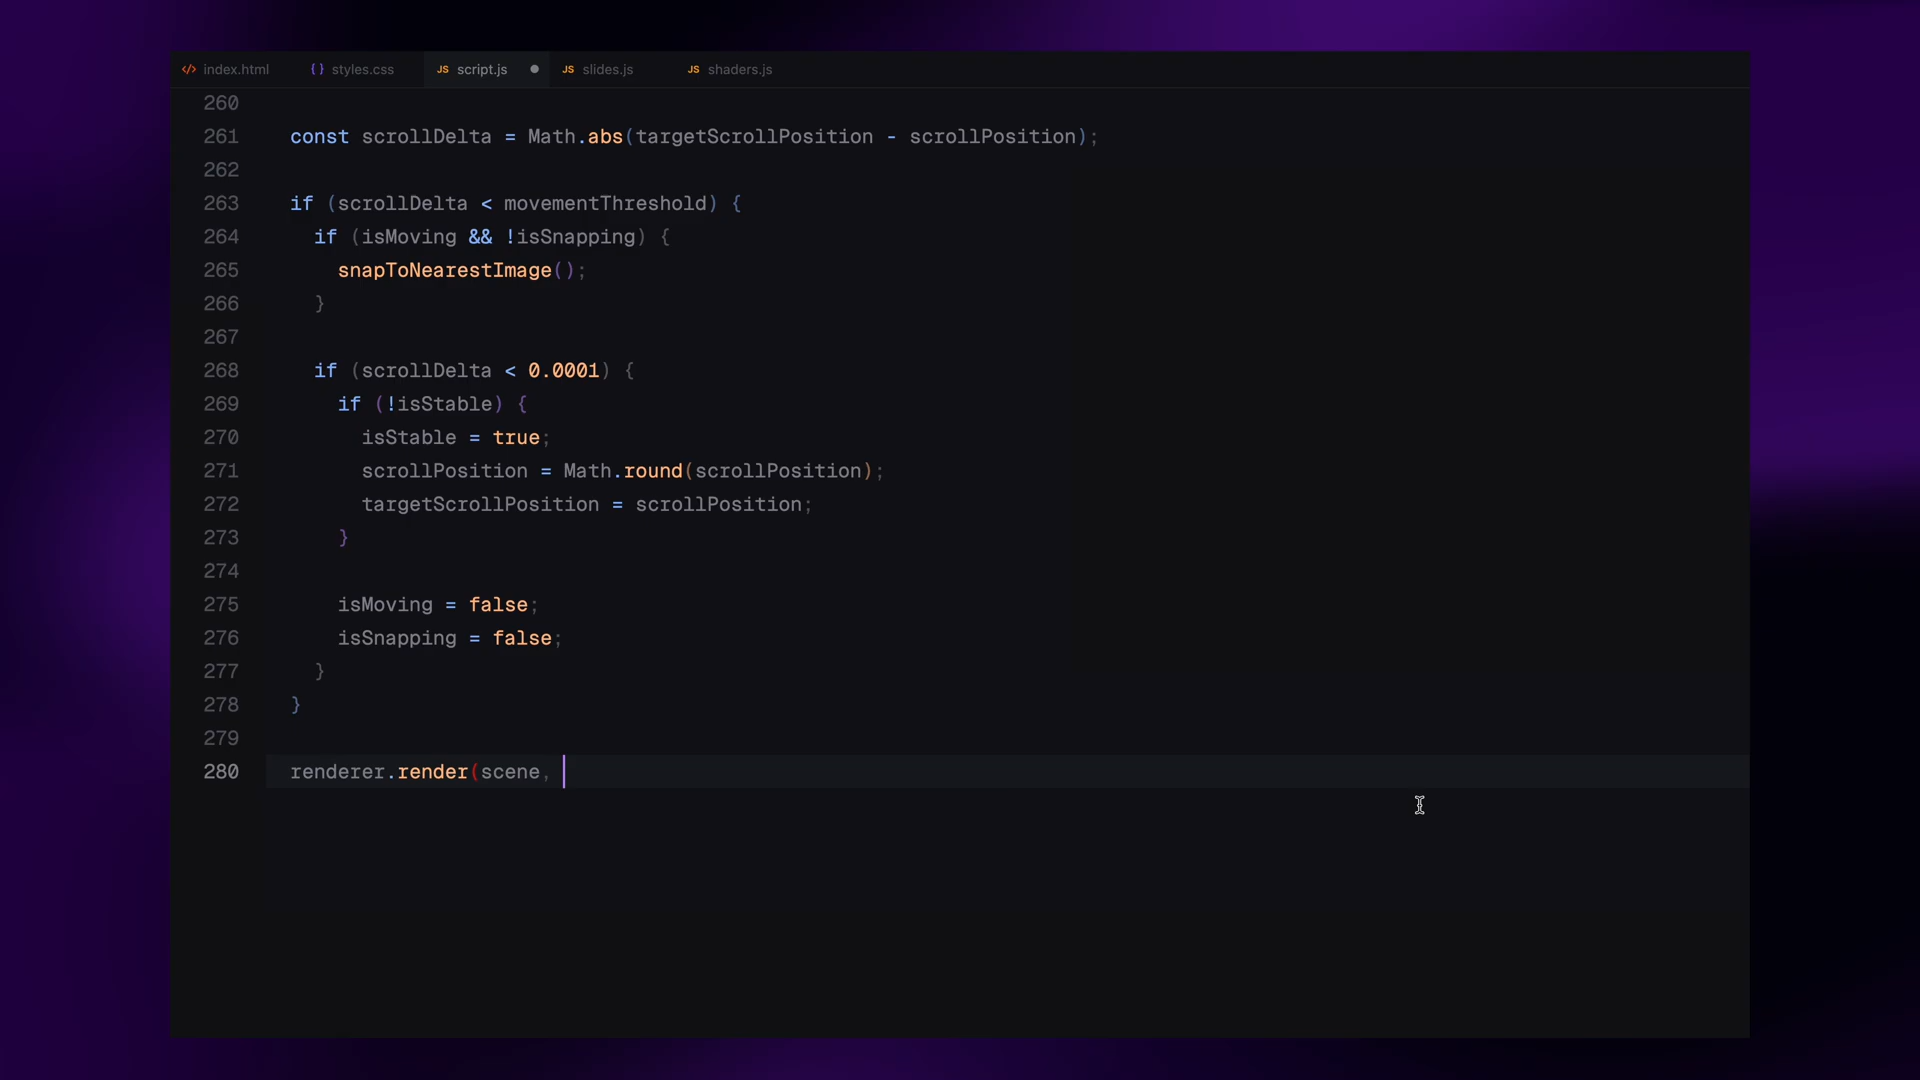 </> index.html {} styles.css JS script.js JS slides.js JS shaders.js
260
261 const scrollDelta = Math.abs(targetScrollPosition - scrollPosition);
262
263 if (scrollDelta < movementThreshold) {
264 if (isMoving && !isSnapping) {
265 snapToNearestImage();
266 }
267
268 if (scrollDelta < 0.0001) {
269 if (!isStable) {
270 isStable = true;
271 scrollPosition = Math.round(scrollPosition);
272 targetScrollPosition = scrollPosition;
273 }
274
275 isMoving = false;
276 isSnapping = false;
277 }
278 }
279
280 renderer.render(scene,